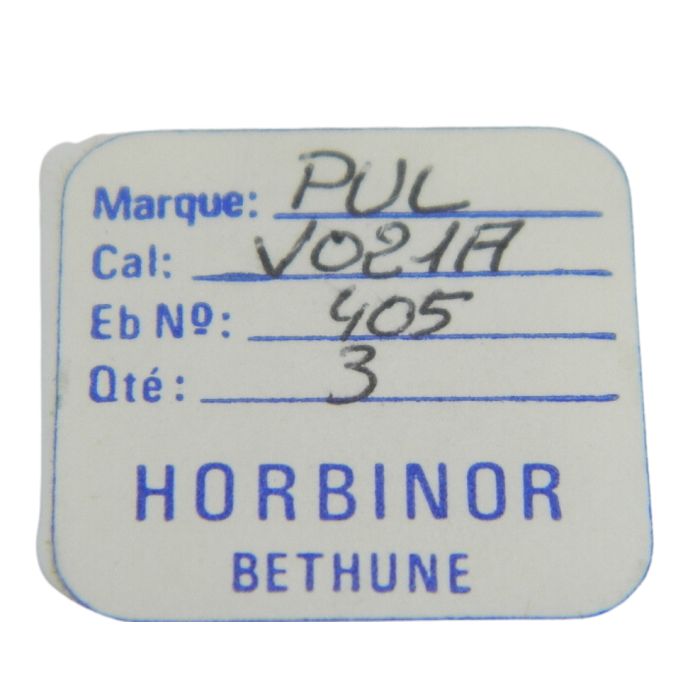 Marque: PUL
Cal: V021A
Eb Nº: 405
Qté: 3
HORBINOR
BETHUNE